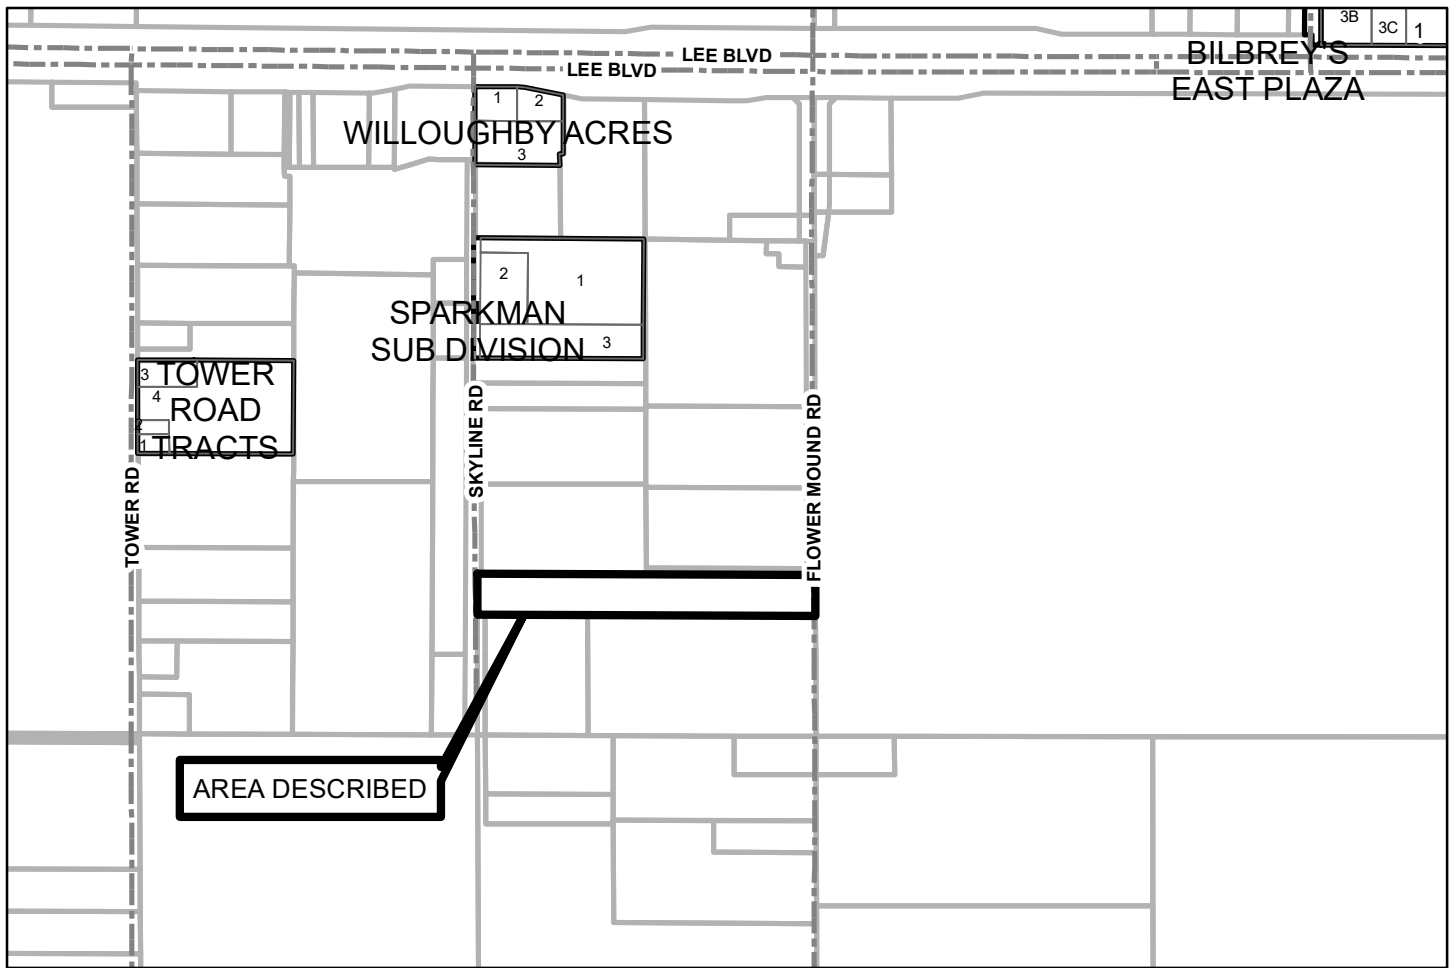 3B
3C
1
LEE BLVD
LEE BLVD
BILBREY'S
EAST PLAZA
1
2
WILLOUGHBY ACRES
3
2
1
SPARKMAN
SUB DIVISION
3
3
TOWER
4
ROAD
2
1
TRACTS
TOWER RD
SKYLINE RD
FLOWER MOUND RD
AREA DESCRIBED